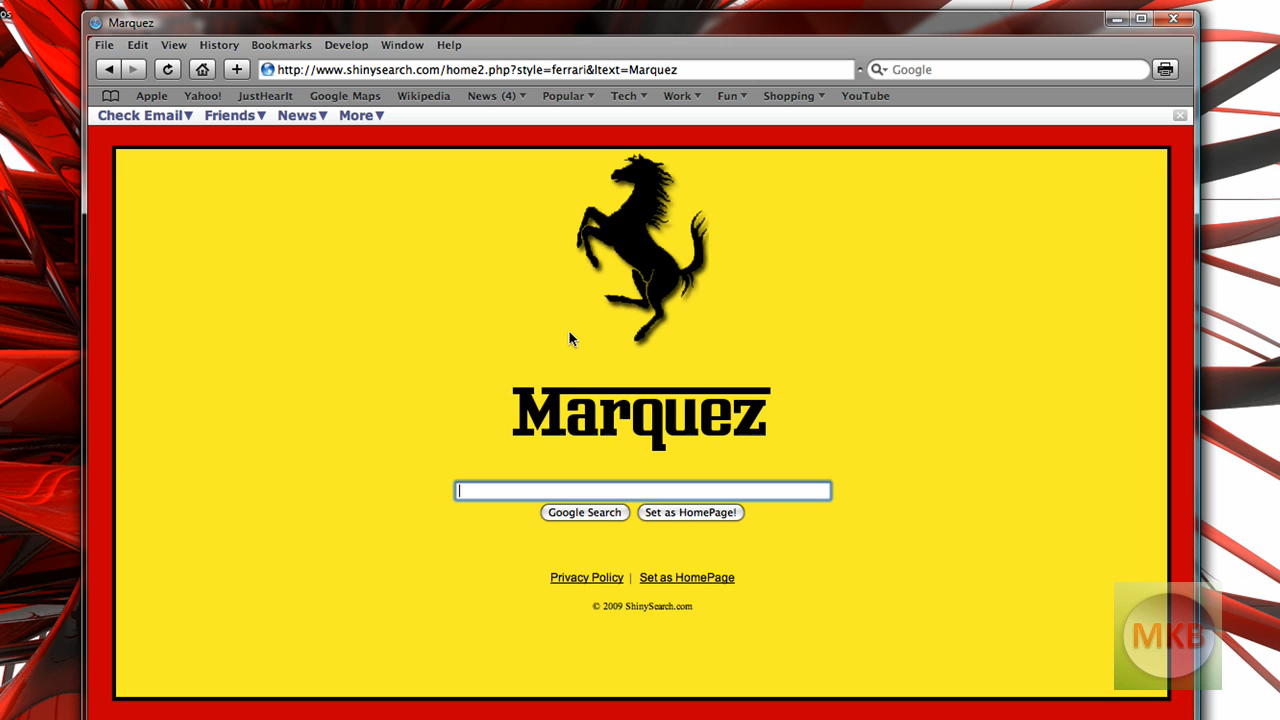 os
Marquez
File Edit View History Bookmarks Develop Window Help
http://www.shinysearch.com/home2.php?style=ferrari&ltext=Marquez
Google
Apple Yahoo! JustHearIt Google Maps Wikipedia News (4) Popular Tech Work Fun Shopping YouTube
Check Email Friends News More
Marquez
Google Search Set as HomePage!
Privacy Policy | Set as HomePage
© 2009 ShinySearch.com
MKB